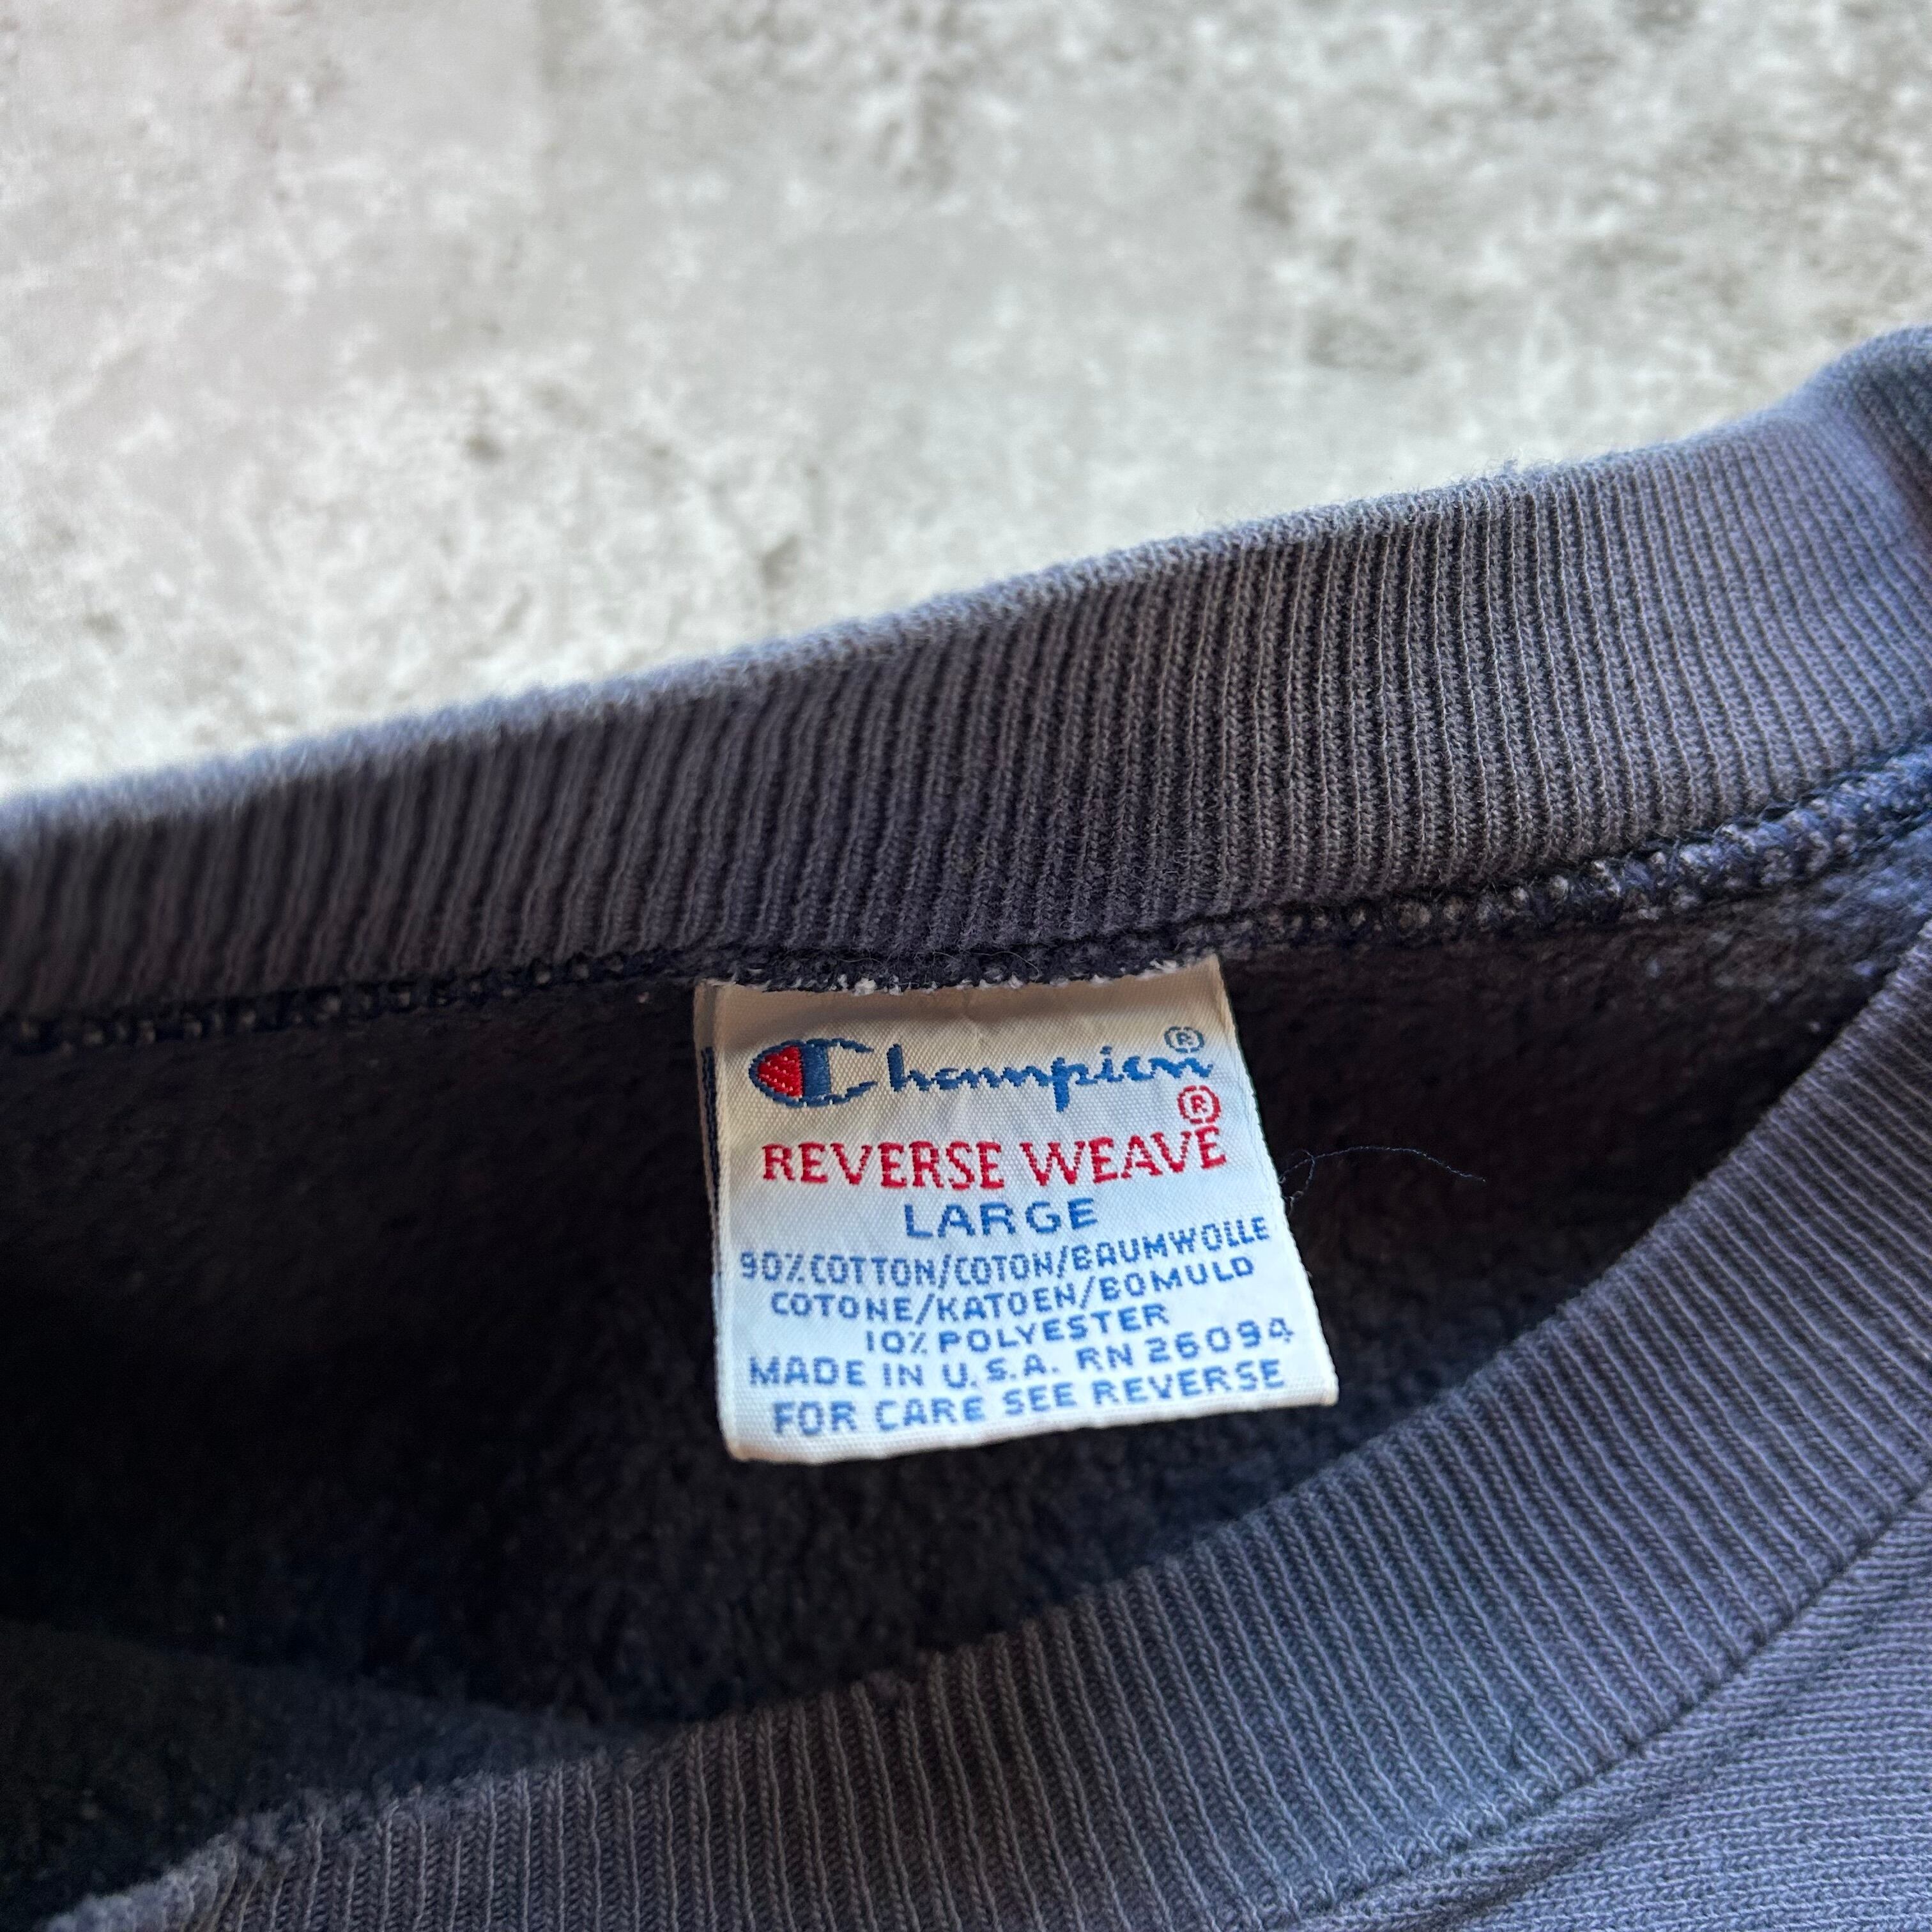 Champion®
REVERSE WEAVE®
LARGE
90% COTTON/COTON/BAUMWOLLE
COTONE/KATOEN/BOMULD
10% POLYESTER
MADE IN U.S.A. RN 26094
FOR CARE SEE REVERSE